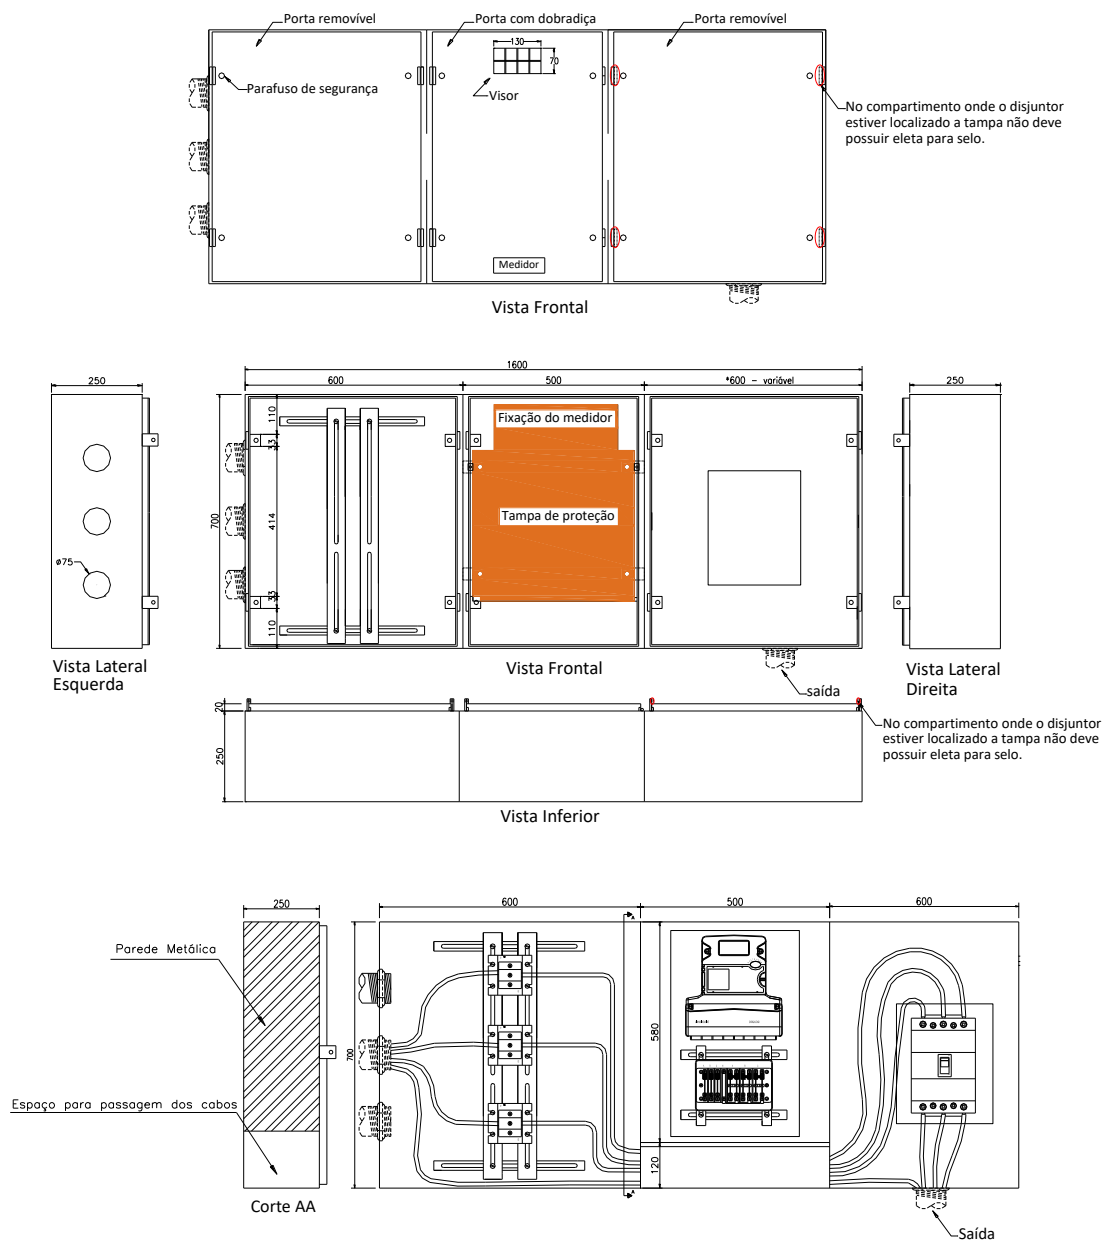 Porta removível
Porta com dobradiça
Porta removível
130
70
Parafuso de segurança
Visor
No compartimento onde o disjuntor
estiver localizado a tampa não deve
possuir eleta para selo.
Medidor
Vista Frontal
1600
250
600
500
*600 - variável
250
110
33
414
700
33
110
Fixação do medidor
Tampa de proteção
ø75
Vista Lateral
Esquerda
Vista Frontal
saída
Vista Lateral
Direita
20
250
No compartimento onde o disjuntor
estiver localizado a tampa não deve
possuir eleta para selo.
Vista Inferior
250
600
500
600
A
Parede Metálica
700
580
Espaço para passagem dos cabos
120
A
Corte AA
Saída